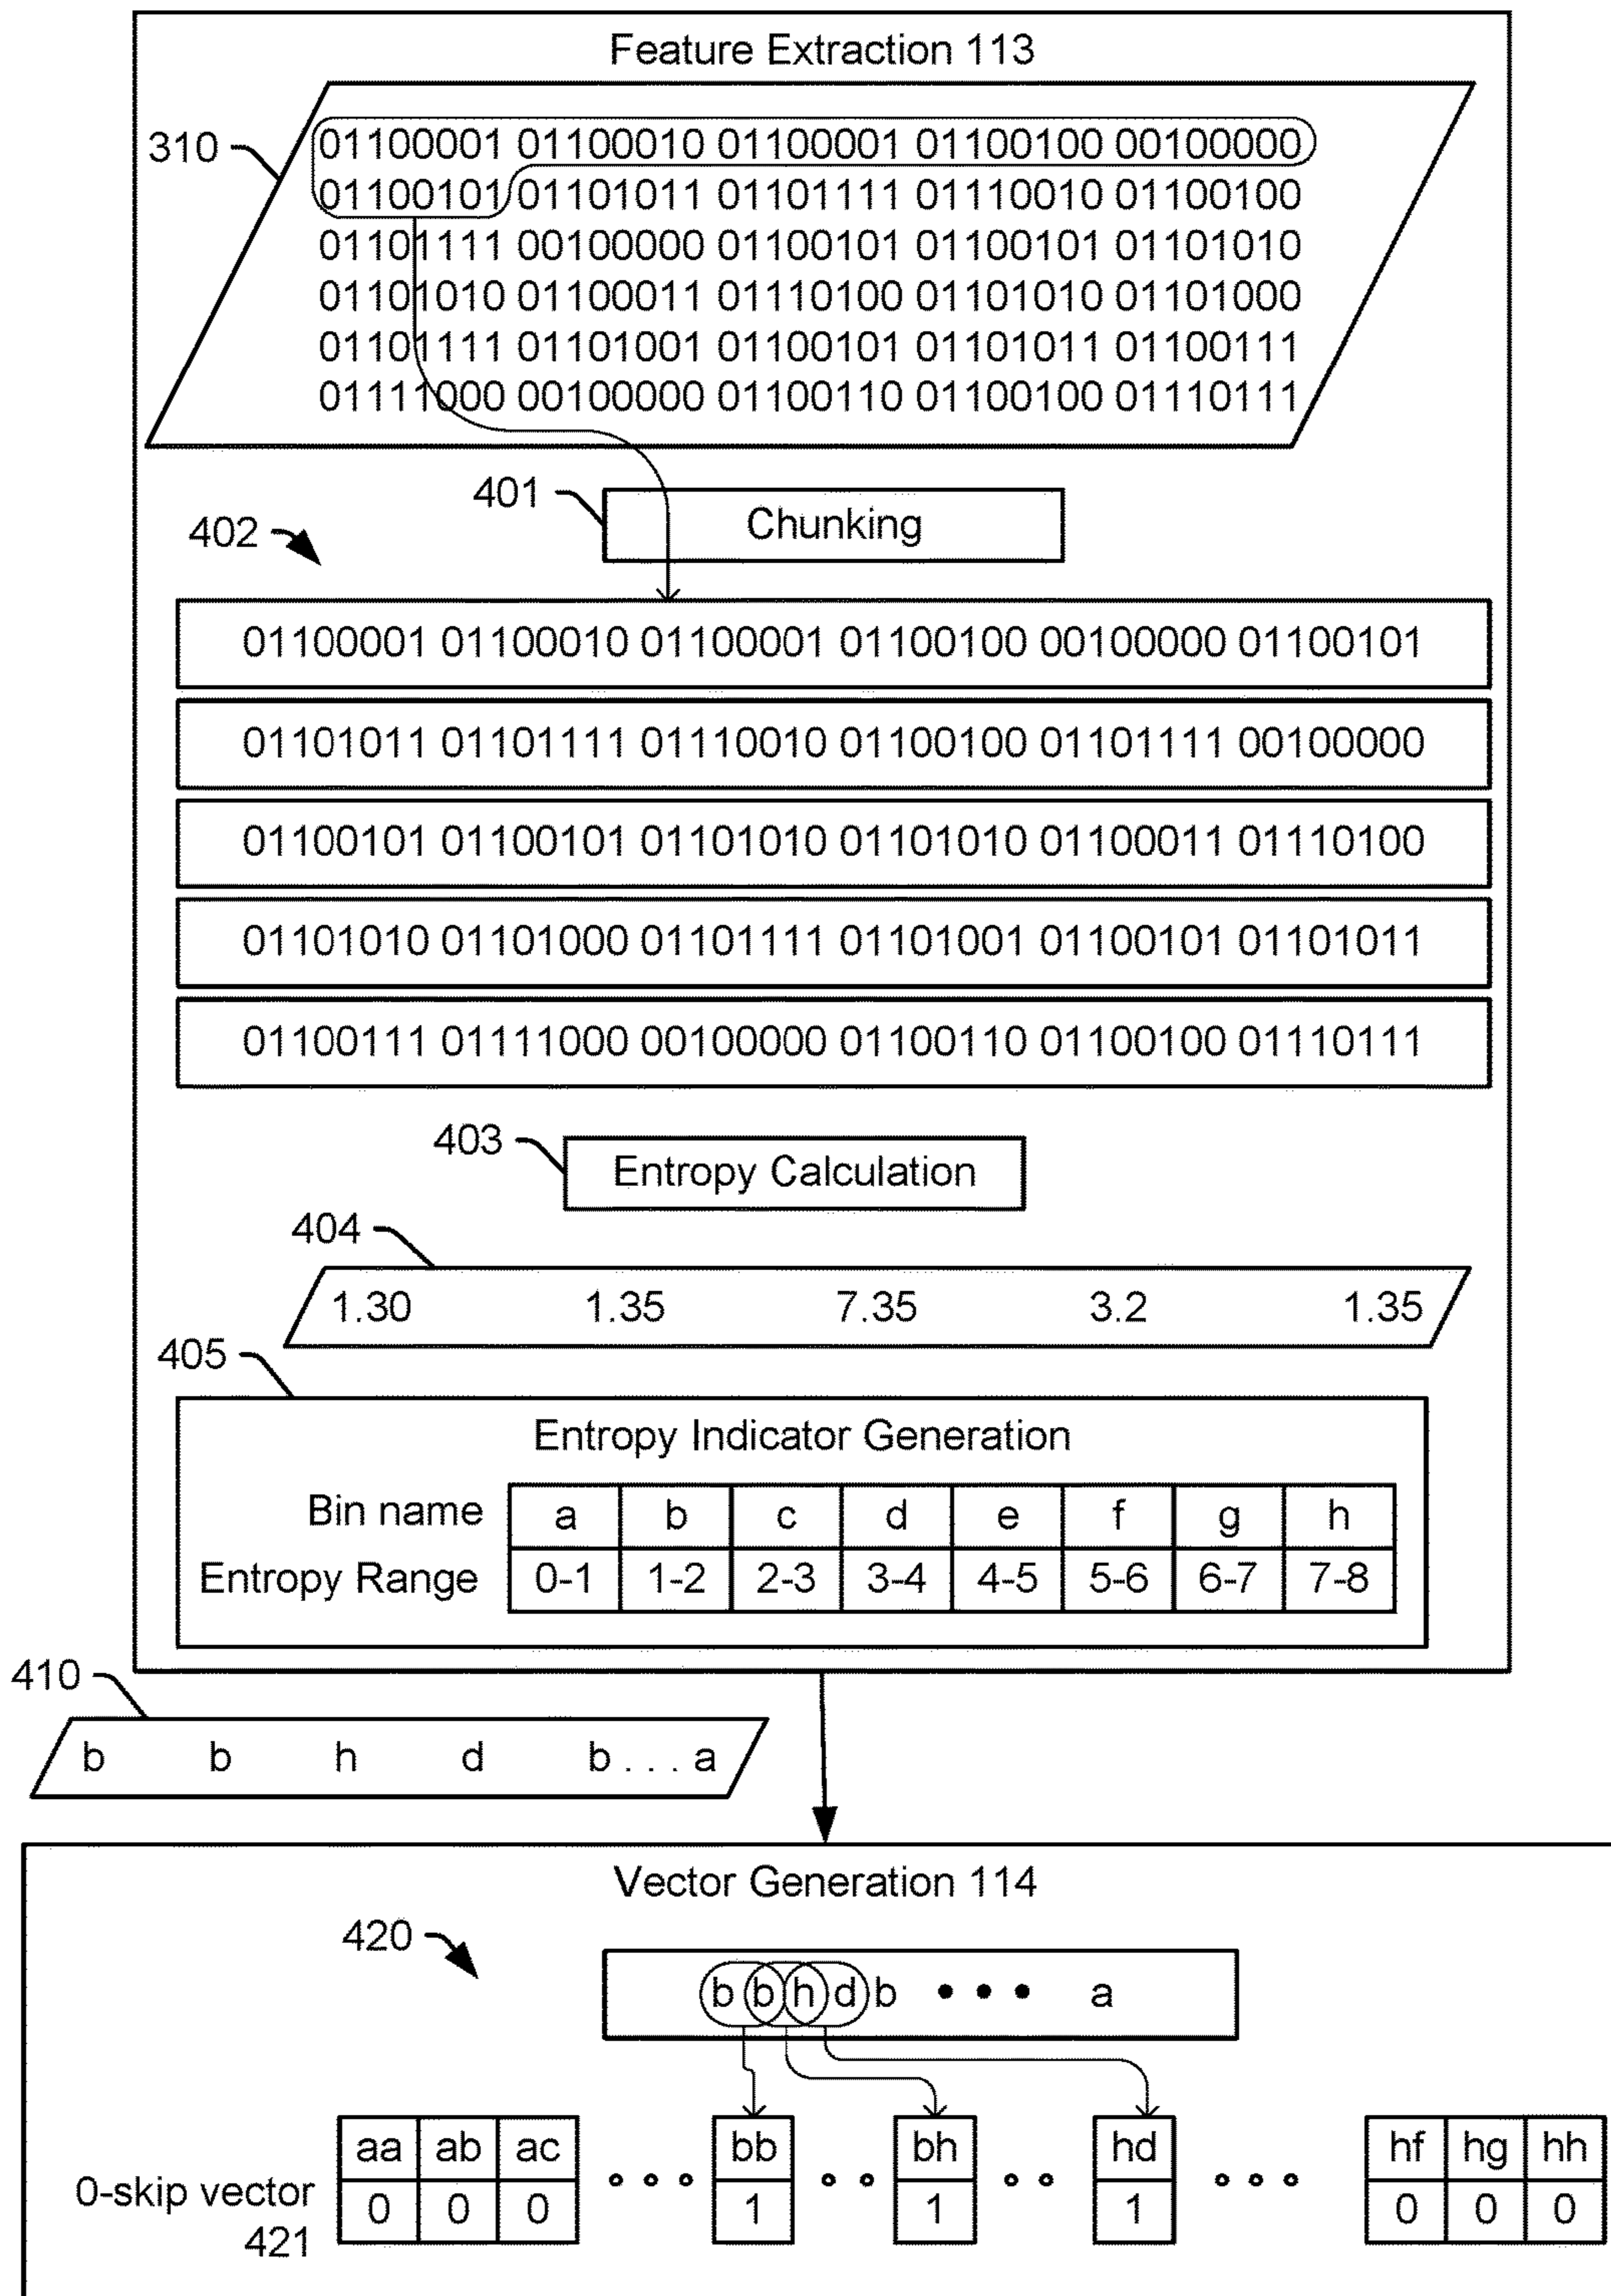 Feature Extraction 113
310
01100001 01100010 01100001 01100100 00100000
01100101 01101011 01101111 01110010 01100100
01101111 00100000 01100101 01100101 01101010
01101010 01100011 01110100 01101010 01101000
01101111 01101001 01100101 01101011 01100111
01111000 00100000 01100110 01100100 01110111
401
Chunking
402
01100001 01100010 01100001 01100100 00100000 01100101
01101011 01101111 01110010 01100100 01101111 00100000
01100101 01100101 01101010 01101010 01100011 01110100
01101010 01101000 01101111 01101001 01100101 01101011
01100111 01111000 00100000 01100110 01100100 01110111
403
Entropy Calculation
404
1.30 1.35 7.35 3.2 1.35
405
Entropy Indicator Generation
Bin name a b c d e f g h
Entropy Range 0-1 1-2 2-3 3-4 4-5 5-6 6-7 7-8
410
b b h d b . . . a
Vector Generation 114
420
b b h d b • • • a
aa ab ac bb bh hd hf hg hh
0-skip vector 0 0 0 1 1 1 0 0 0
421